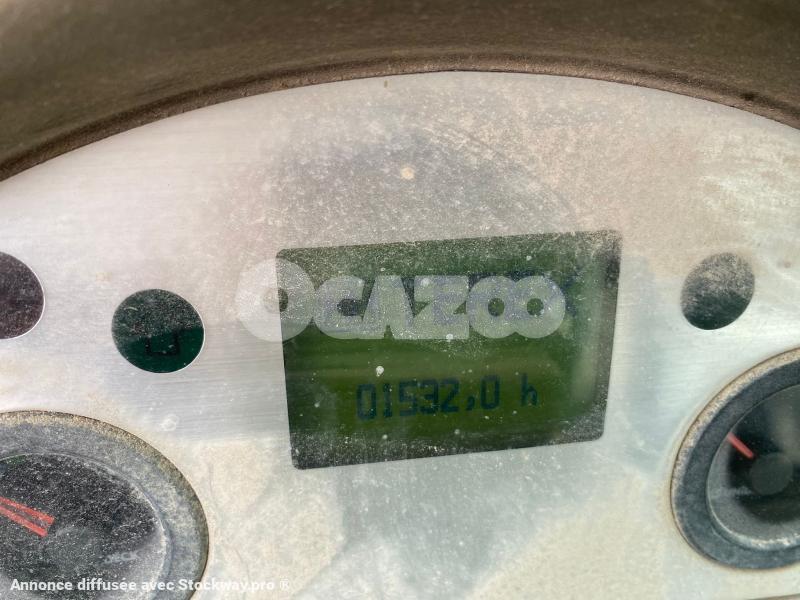 OCAZOO
01532,0 h
Annonce diffusée avec Stockway.pro ®